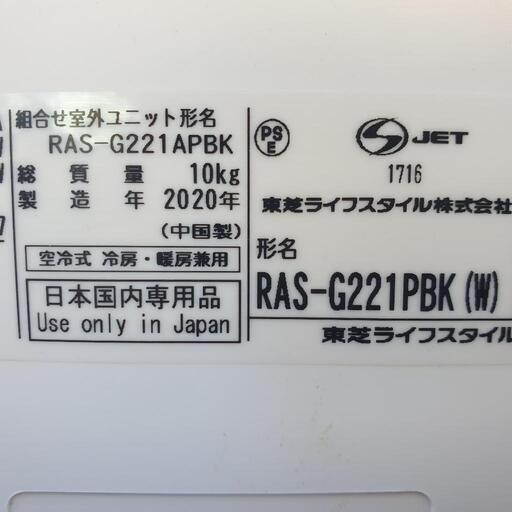 組合せ室外ユニット形名
RAS-G221APBK
総質量 10kg
製造年 2020年
(中国製)
空冷式 冷房・暖房兼用
日本国内専用品
Use only in Japan
PS
E
JET
1716
東芝ライフスタイル株式会社
形名
RAS-G221PBK(W)
東芝ライフスタイル